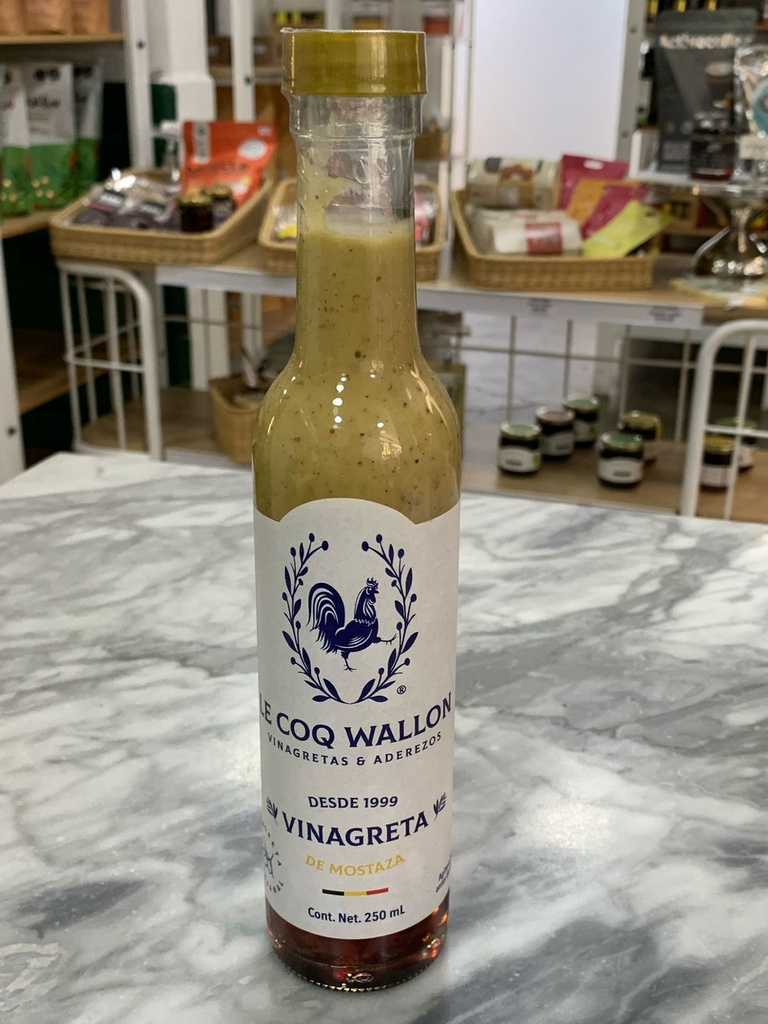 ®
LE COQ WALLON
VINAGRETAS & ADEREZOS
DESDE 1999
VINAGRETA
DE MOSTAZA
Cont. Net. 250 mL